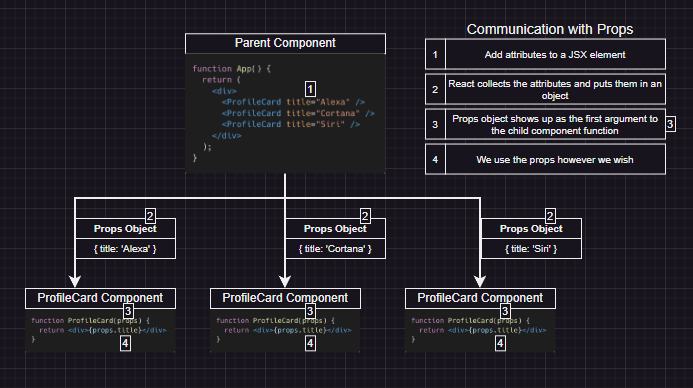 Communication with Props
1 Add attributes to a JSX element
2 React collects the attributes and puts them in an
object
3 Props object shows up as the first argument to
the child component function
3
4 We use the props however we wish
Parent Component
function App() {
return (
1
<div>
<ProfileCard title="Alexa" />
<ProfileCard title="Cortana" />
<ProfileCard title="Siri" />
</div>
);
}
2
Props Object
{ title: 'Alexa' }
2
Props Object
{ title: 'Cortana' }
2
Props Object
{ title: 'Siri' }
ProfileCard Component
3
function ProfileCard(props) {
return <div>{props.title}</div>
}
4
ProfileCard Component
3
function ProfileCard(props) {
return <div>{props.title}</div>
}
4
ProfileCard Component
3
function ProfileCard(props) {
return <div>{props.title}</div>
}
4